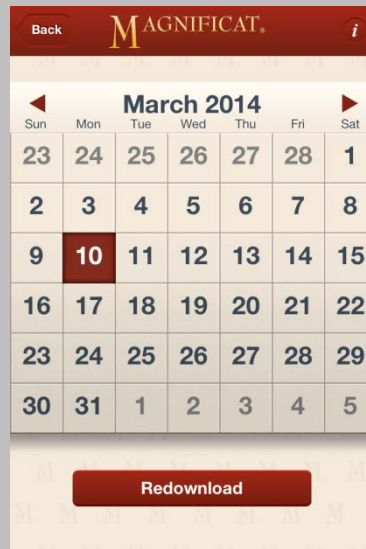 Back MAGNIFICAT® i
March 2014
Sun Mon Tue Wed Thu Fri Sat
23 24 25 26 27 28 1
2 3 4 5 6 7 8
9 10 11 12 13 14 15
16 17 18 19 20 21 22
23 24 25 26 27 28 29
30 31 1 2 3 4 5
Redownload